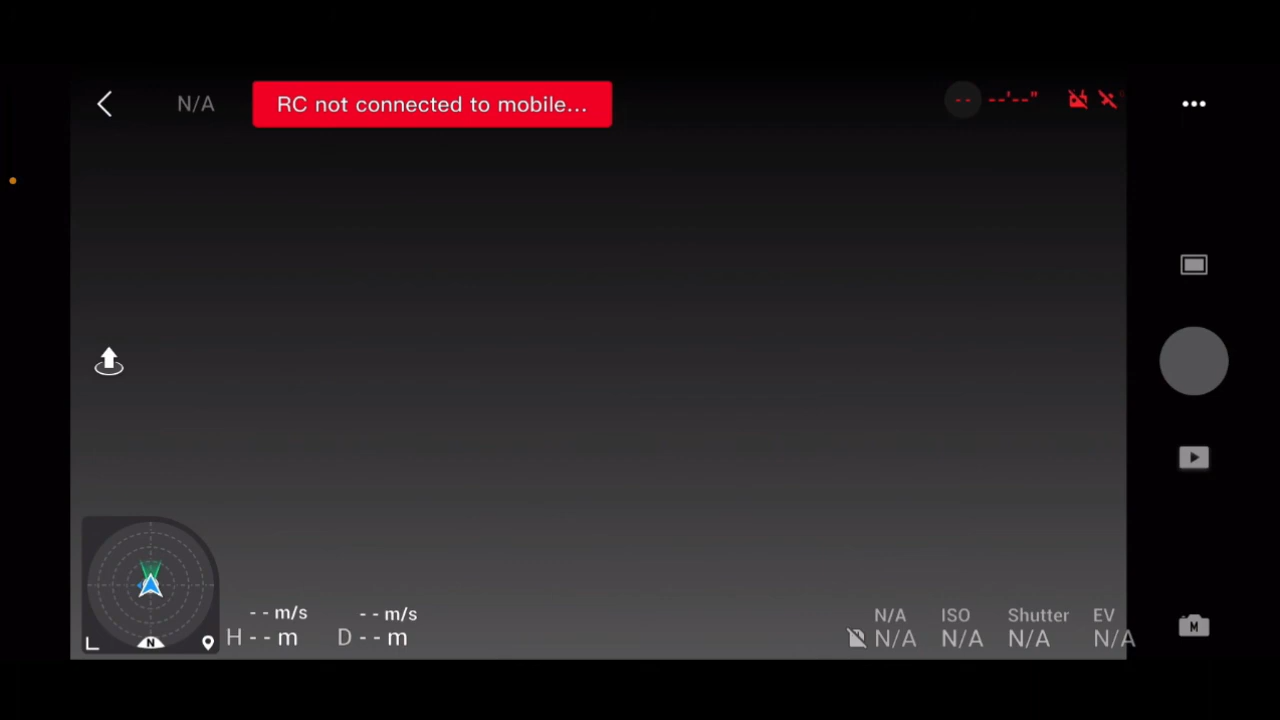 N/A
RC not connected to mobile...
-- --'--"
N
-- m/s
-- m/s
H -- m
D -- m
N/A ISO Shutter EV
N/A N/A N/A N/A
M